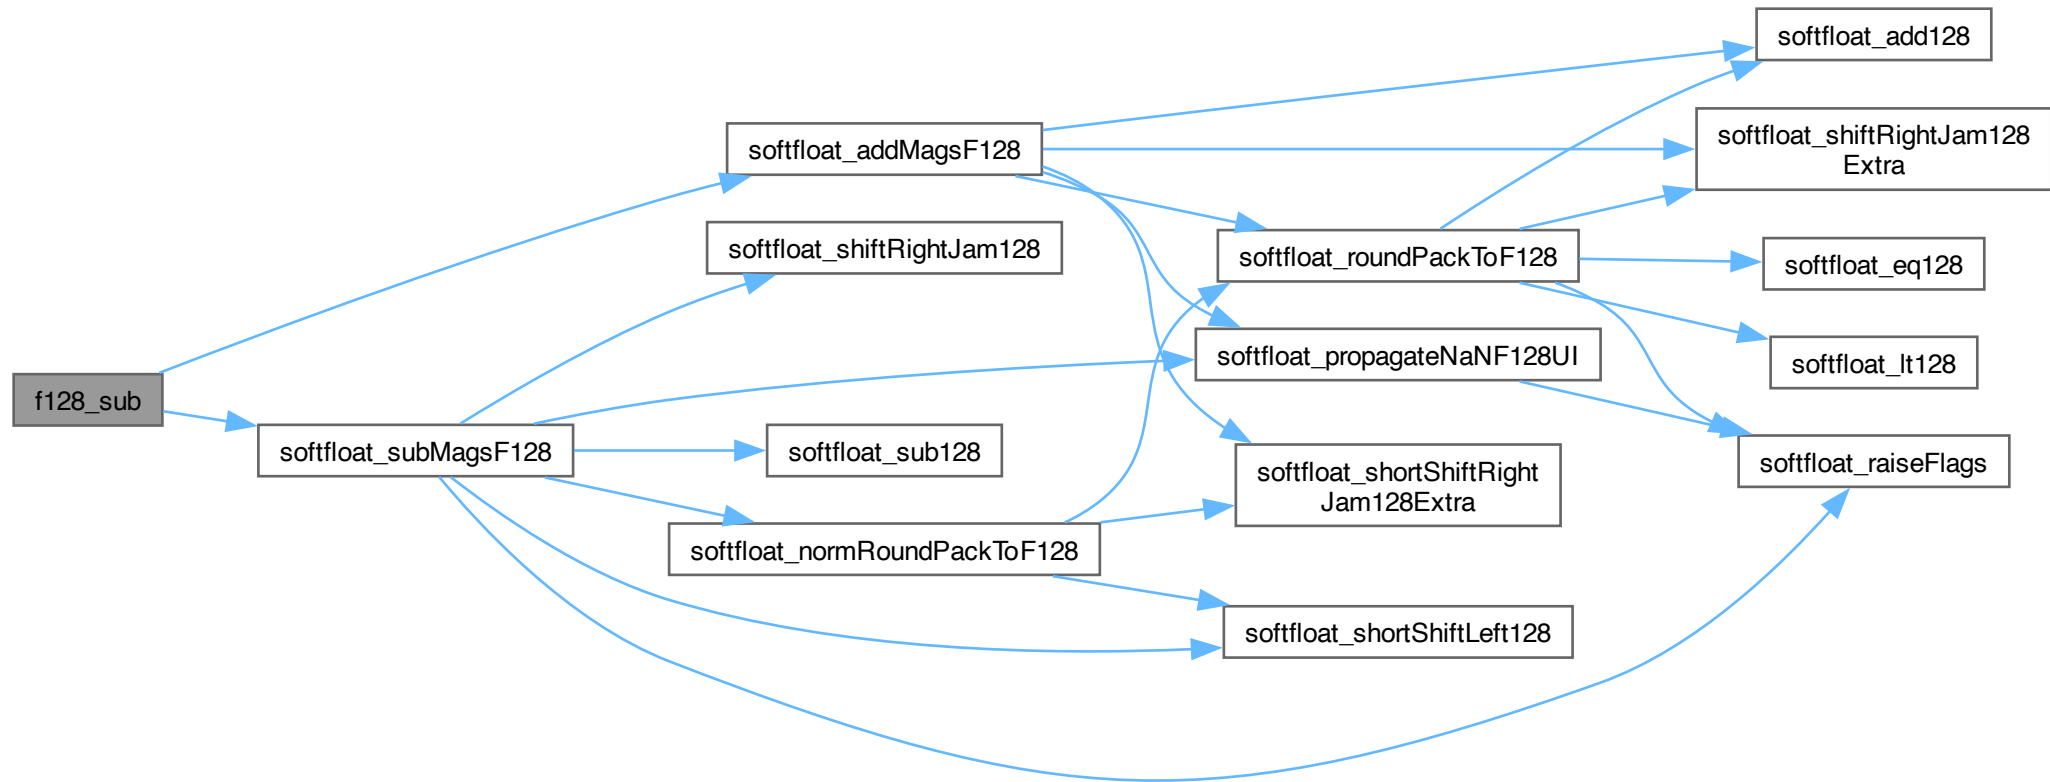 f128_sub
softfloat_addMagsF128
softfloat_shiftRightJam128
softfloat_subMagsF128
softfloat_sub128
softfloat_normRoundPackToF128
softfloat_roundPackToF128
softfloat_propagateNaNF128UI
softfloat_shortShiftRight
Jam128Extra
softfloat_shortShiftLeft128
softfloat_add128
softfloat_shiftRightJam128
Extra
softfloat_eq128
softfloat_lt128
softfloat_raiseFlags